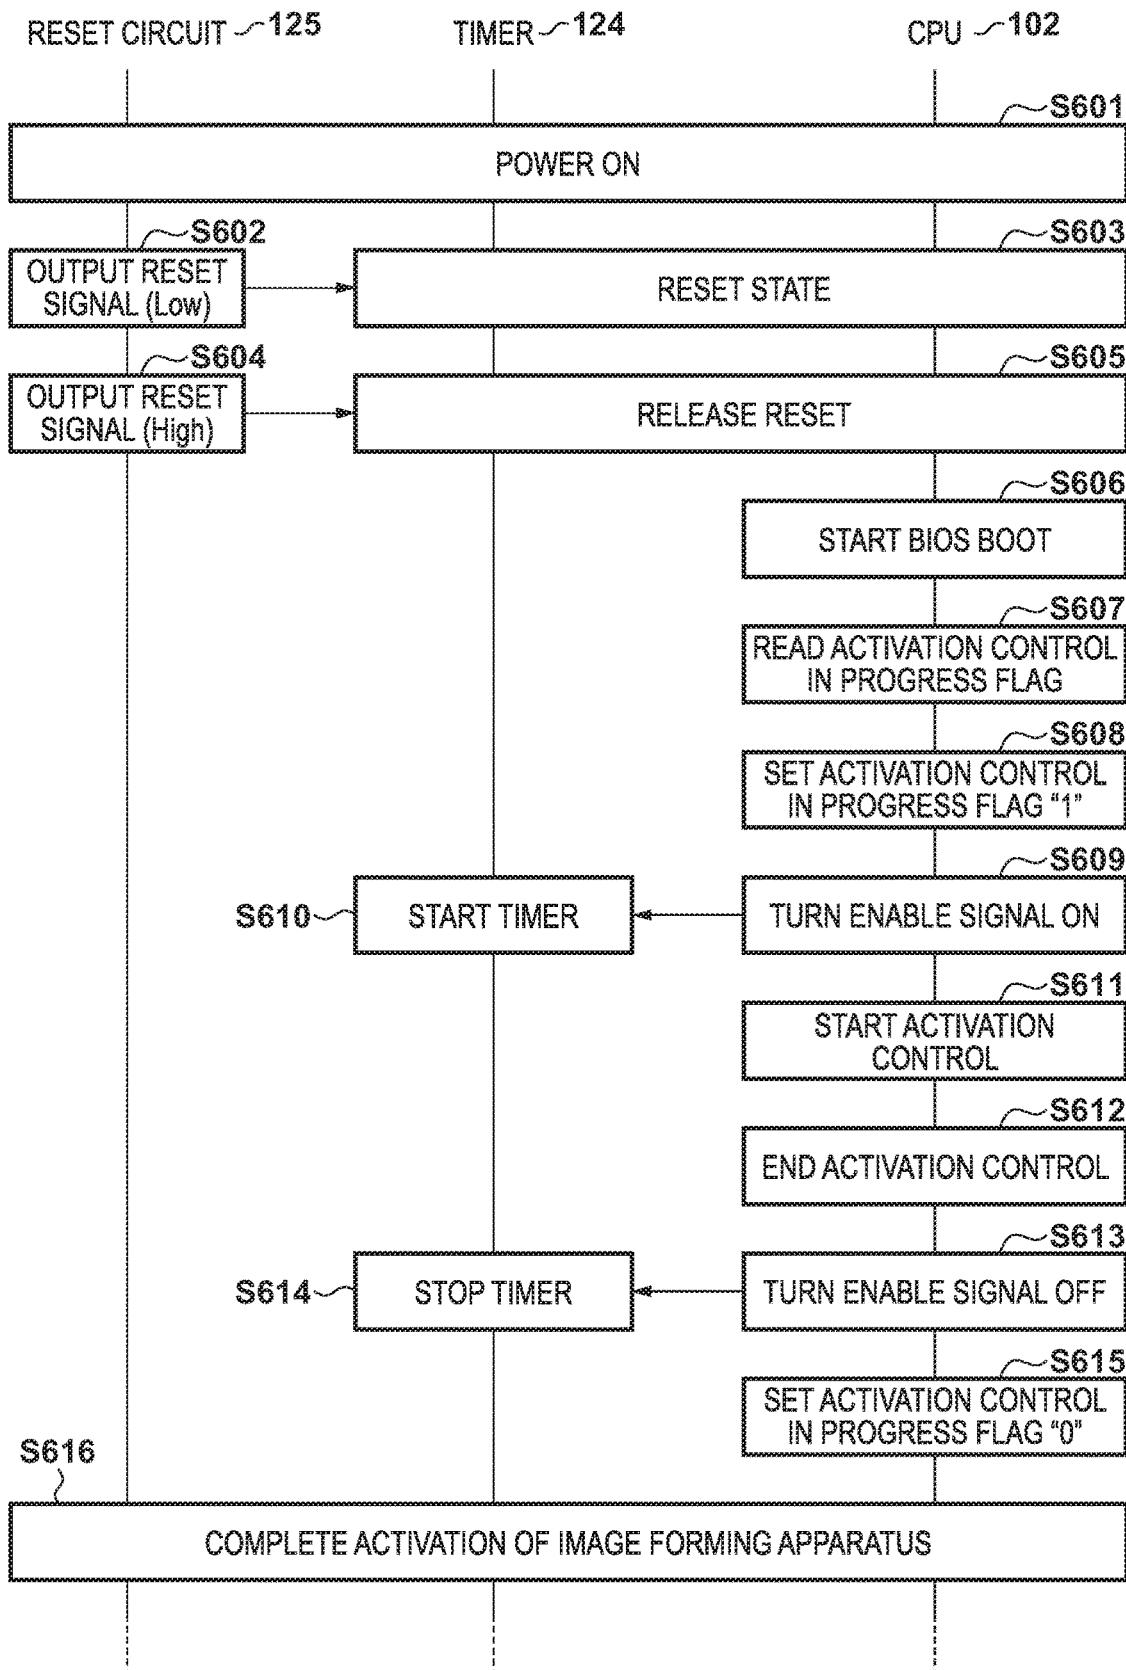 RESET CIRCUIT 125
TIMER 124
CPU 102
S601
POWER ON
S602
OUTPUT RESET
SIGNAL (Low)
S603
RESET STATE
S604
OUTPUT RESET
SIGNAL (High)
S605
RELEASE RESET
S606
START BIOS BOOT
S607
READ ACTIVATION CONTROL
IN PROGRESS FLAG
S608
SET ACTIVATION CONTROL
IN PROGRESS FLAG “1”
S609
TURN ENABLE SIGNAL ON
S610
START TIMER
S611
START ACTIVATION
CONTROL
S612
END ACTIVATION CONTROL
S613
TURN ENABLE SIGNAL OFF
S614
STOP TIMER
S615
SET ACTIVATION CONTROL
IN PROGRESS FLAG “0”
S616
COMPLETE ACTIVATION OF IMAGE FORMING APPARATUS